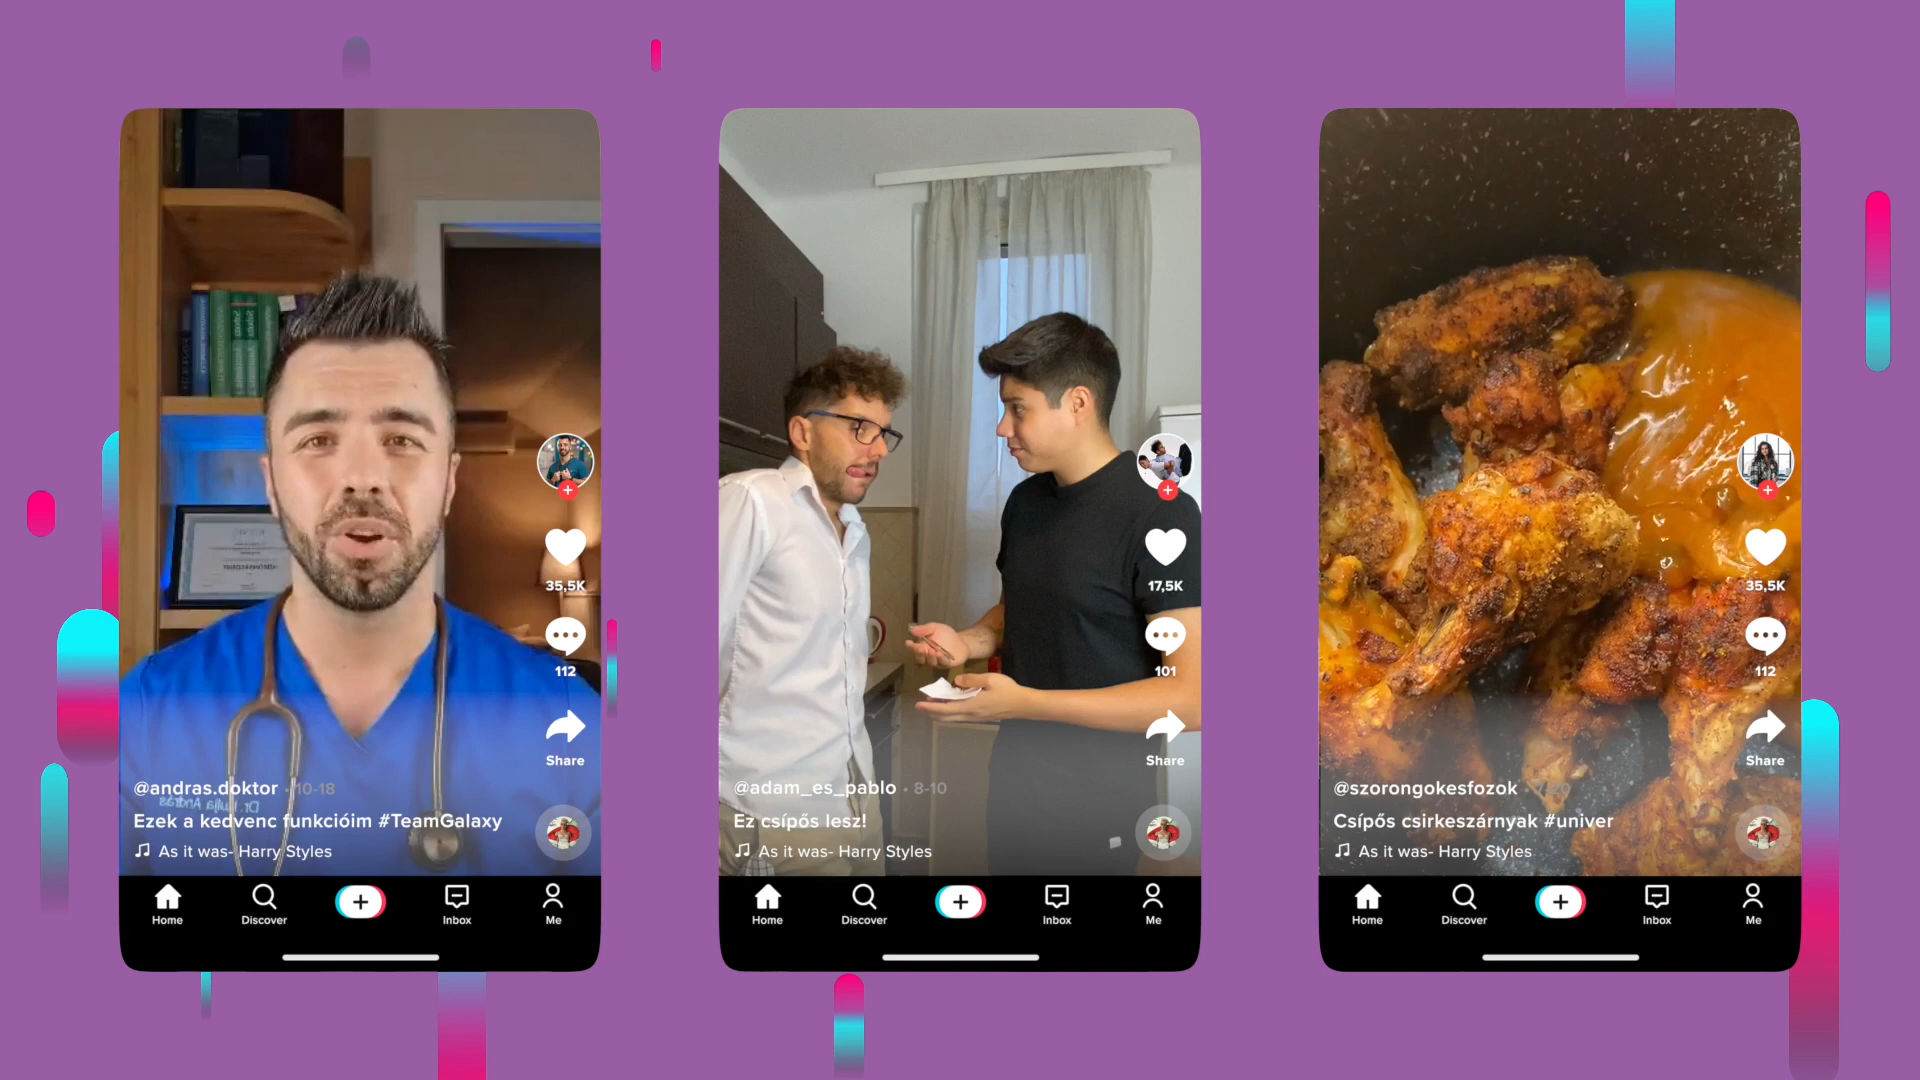 35,5K
112
Share
@andras.doktor · 10-18
Ezek a kedvenc funkcióim #TeamGalaxy
As it was- Harry Styles
Home
Discover
Inbox
Me
17,5K
101
Share
@adam_es_pablo · 8-10
Ez csípős lesz!
As it was- Harry Styles
Home
Discover
Inbox
Me
35,5K
112
Share
@szorongokesfozok
Csípős csirkeszárnyak #univer
As it was- Harry Styles
Home
Discover
Inbox
Me